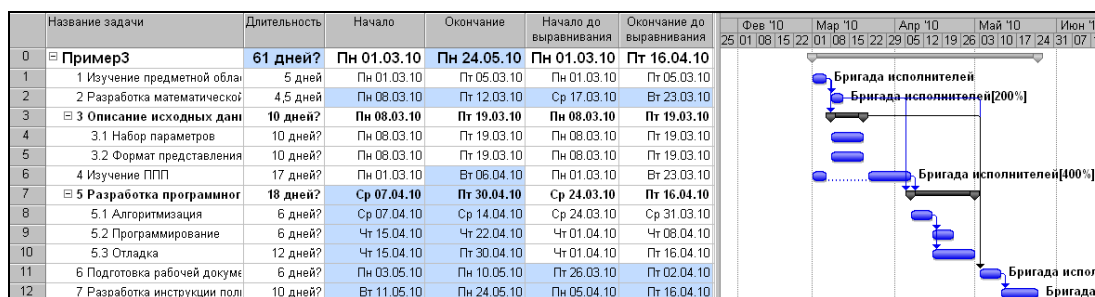 Название задачи Длительность Начало Окончание Начало до выравнивания Окончание до выравнивания Фев '10 Мар '10 Апр '10 Май '10 Июн '1
25 01 08 15 22 01 08 15 22 29 05 12 19 26 03 10 17 24 31 07
0 Пример3 61 дней? Пн 01.03.10 Пн 24.05.10 Пн 01.03.10 Пт 16.04.10
1 1 Изучение предметной обла 5 дней Пн 01.03.10 Пт 05.03.10 Пн 01.03.10 Пт 05.03.10 Бригада исполнителей
2 2 Разработка математической 4,5 дней Пн 08.03.10 Пт 12.03.10 Ср 17.03.10 Вт 23.03.10 Бригада исполнителей[200%]
3 3 Описание исходных данн 10 дней? Пн 08.03.10 Пт 19.03.10 Пн 08.03.10 Пт 19.03.10
4 3.1 Набор параметров 10 дней? Пн 08.03.10 Пт 19.03.10 Пн 08.03.10 Пт 19.03.10
5 3.2 Формат представления 10 дней? Пн 08.03.10 Пт 19.03.10 Пн 08.03.10 Пт 19.03.10
6 4 Изучение ППП 17 дней? Пн 01.03.10 Вт 06.04.10 Пн 01.03.10 Вт 23.03.10 Бригада исполнителей[400%]
7 5 Разработка программног 18 дней? Ср 07.04.10 Пт 30.04.10 Ср 24.03.10 Пт 16.04.10
8 5.1 Алгоритмизация 6 дней? Ср 07.04.10 Ср 14.04.10 Ср 24.03.10 Ср 31.03.10
9 5.2 Программирование 6 дней? Чт 15.04.10 Чт 22.04.10 Чт 01.04.10 Чт 08.04.10
10 5.3 Отладка 12 дней? Чт 15.04.10 Пт 30.04.10 Чт 01.04.10 Пт 16.04.10
11 6 Подготовка рабочей докуме 6 дней? Пн 03.05.10 Пн 10.05.10 Пт 26.03.10 Пт 02.04.10 Бригада испол
12 7 Разработка инструкции поль 10 дней? Вт 11.05.10 Пн 24.05.10 Пн 05.04.10 Пт 16.04.10 Бригада